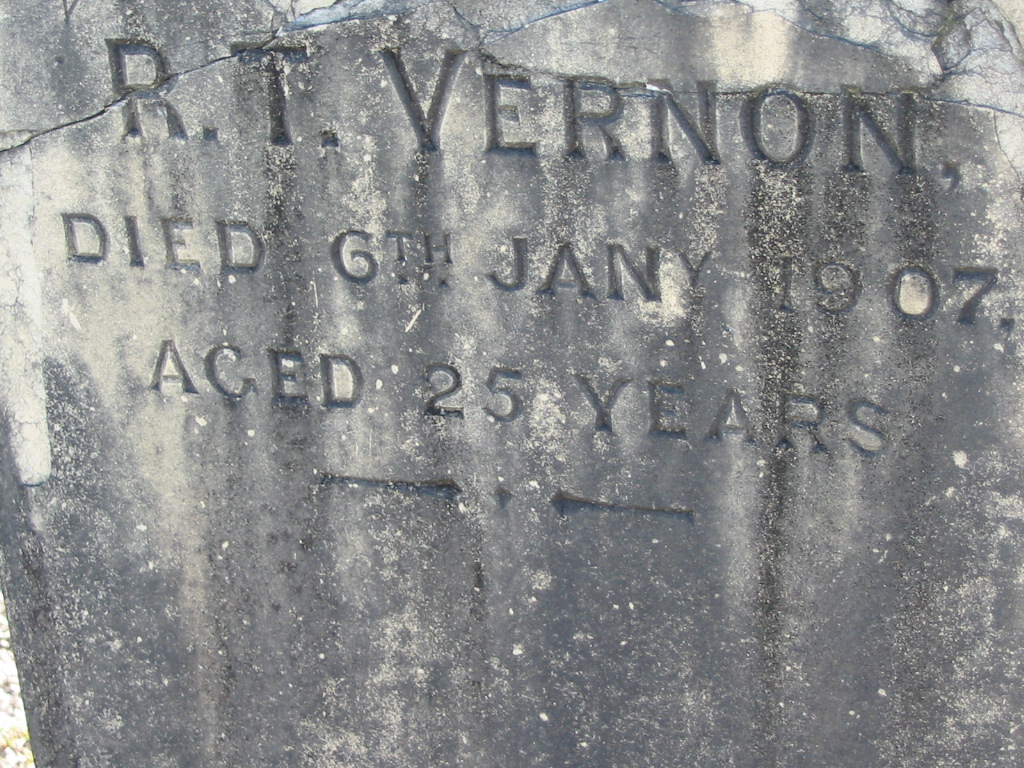 R. T. VERNON,
DIED 6TH JANY 1907,
AGED 25 YEARS